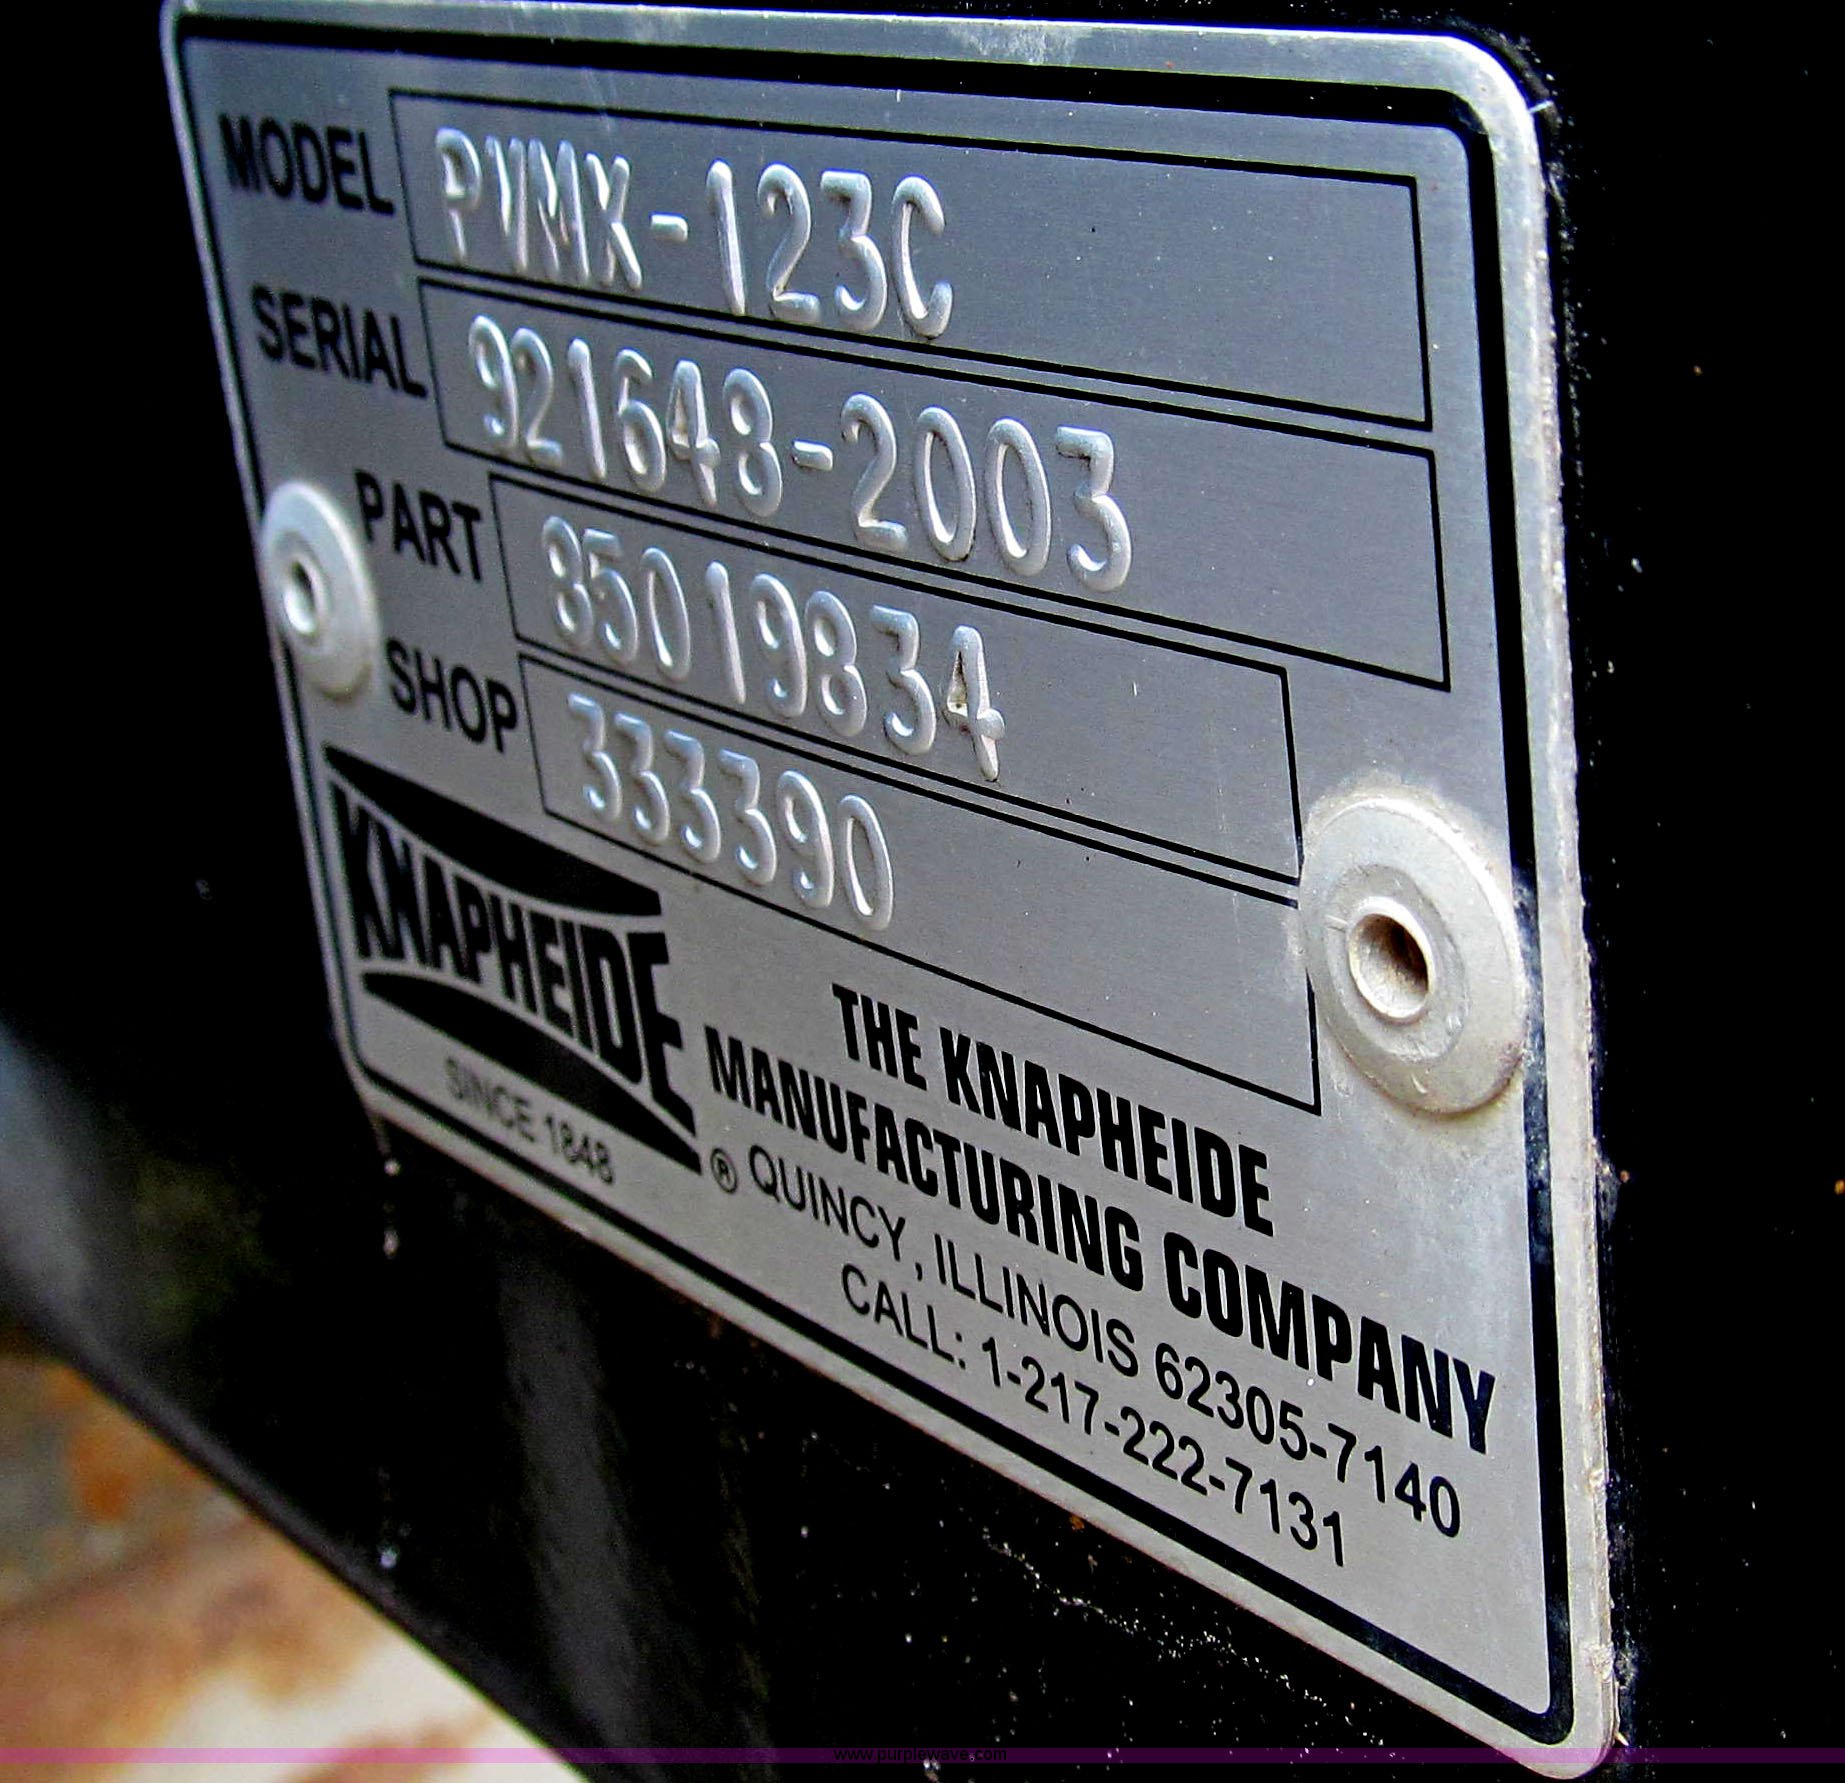 MODEL PVMX-123C
SERIAL 921648-2003
PART 85019834
SHOP 333390
KNAPHEIDE
SINCE 1848
®
THE KNAPHEIDE
MANUFACTURING COMPANY
QUINCY, ILLINOIS 62305-7140
CALL: 1-217-222-7131
www.purplewave.com